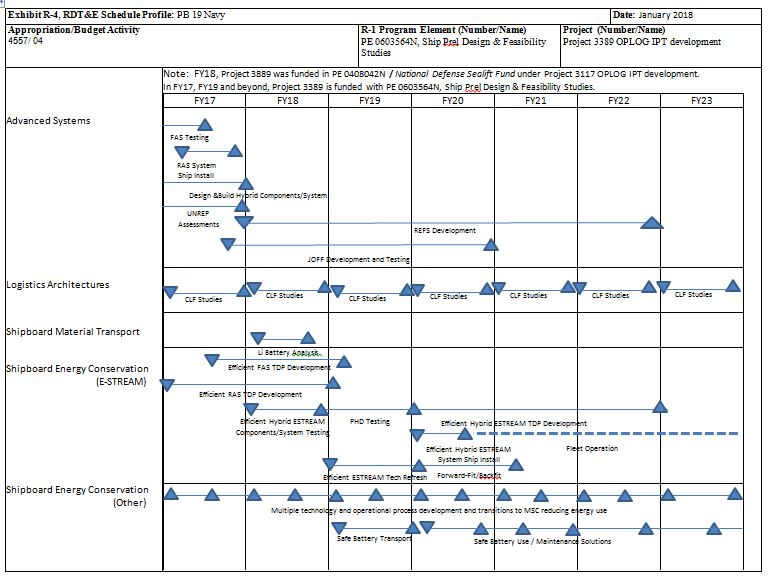 Exhibit R-4, RDT&E Schedule Profile: PB 19 Navy
Date: January 2018
Appropriation/Budget Activity
4557/ 04
R-1 Program Element (Number/Name)
PE 0603564N, Ship Prel Design & Feasibility
Studies
Project (Number/Name)
Project 3389 OPLOG IPT development
Note: FY18, Project 3889 was funded in PE 0408042N / National Defense Sealift Fund under Project 3117 OPLOG IPT development.
In FY17, FY19 and beyond, Project 3389 is funded with PE 0603564N, Ship Prel Design & Feasibility Studies.
FY17 FY18 FY19 FY20 FY21 FY22 FY23
Advanced Systems
FAS Testing
RAS System
Ship Install
Design &Build Hybrid Components/System
UNREP
Assessments
REFS Development
JOFF Development and Testing
Logistics Architectures
CLF Studies CLF Studies CLF Studies CLF Studies CLF Studies CLF Studies CLF Studies
Shipboard Material Transport
Li Battery Analysis
Shipboard Energy Conservation
(E-STREAM)
Efficient FAS TDP Development
Efficient RAS TDP Development
Efficient Hybrid ESTREAM
Components/System Testing
PHD Testing
Efficient Hybrid ESTREAM TDP Development
Efficient Hybrid ESTREAM
System Ship Install
Fleet Operation
Efficient ESTREAM Tech Refresh
Forward-Fit/Backfit
Shipboard Energy Conservation
(Other)
Multiple technology and operational process development and transitions to MSC reducing energy use
Safe Battery Transport
Safe Battery Use / Maintenance Solutions